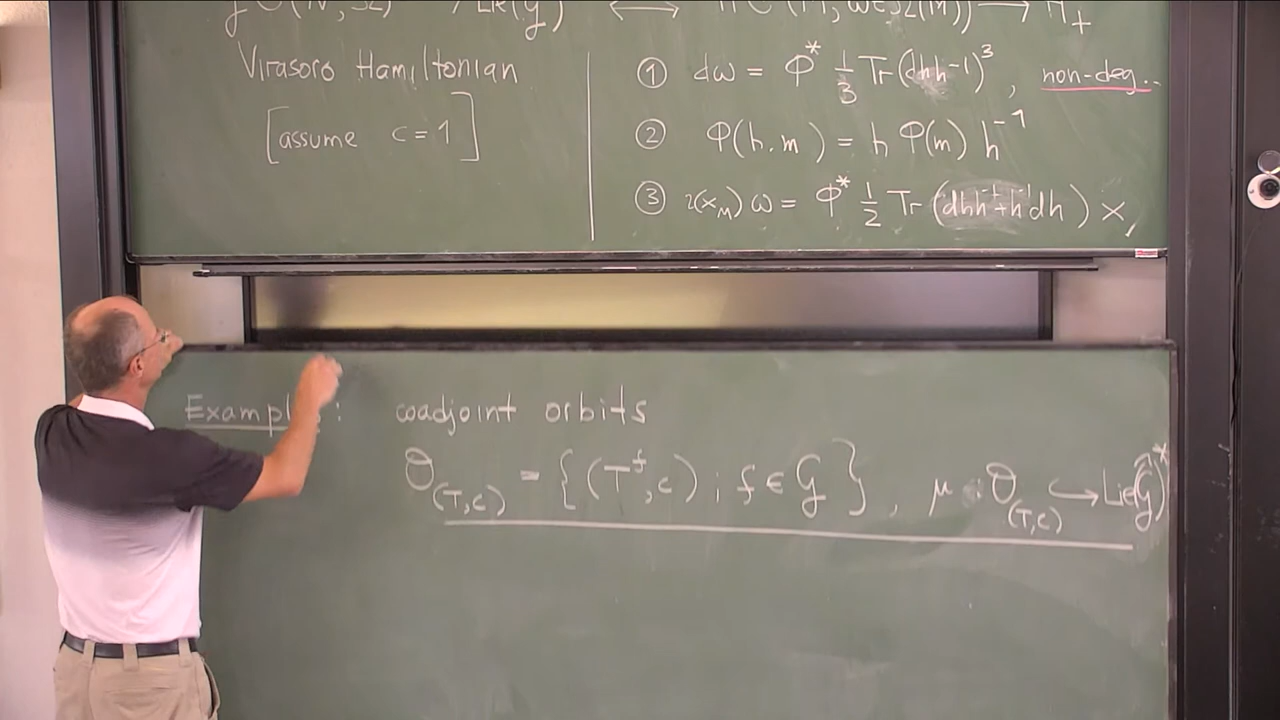 Virasoro Hamiltonian
[assume c = 1]
① dω = Φ* 1/3 Tr (dhh⁻¹)³, non-deg..
② Φ(h.m) = h Φ(m) h⁻¹
③ ι(x_M) ω = Φ* 1/2 Tr (dhh⁻¹+h⁻¹dh) x,
Exampl : coadjoint orbits
O_(T,c) = {(T^f, c) ; f ∈ G}, μ : O_(T,c) ↪ Lie(Ĝ)*